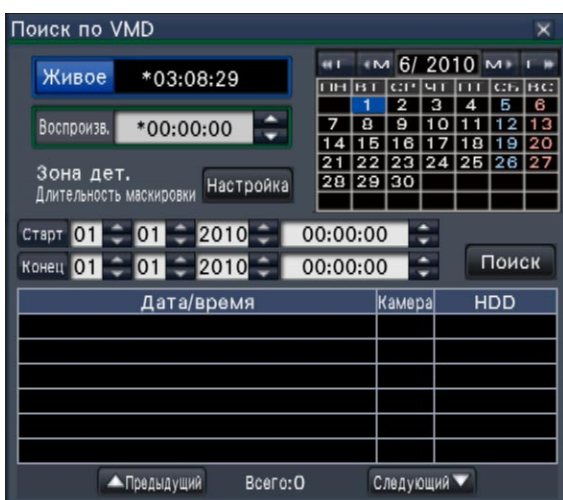 Поиск по VMD
Живое *03:08:29
Воспроизв. *00:00:00
Зона дет.
Длительность маскировки
Настройка
M 6/ 2010 M
ПН ВТ СР ЧТ ПТ СБ ВС
1 2 3 4 5 6
7 8 9 10 11 12 13
14 15 16 17 18 19 20
21 22 23 24 25 26 27
28 29 30
Старт 01 01 2010 00:00:00
Конец 01 01 2010 00:00:00
Поиск
Дата/время Камера HDD
Предыдущий Всего:0 Следующий